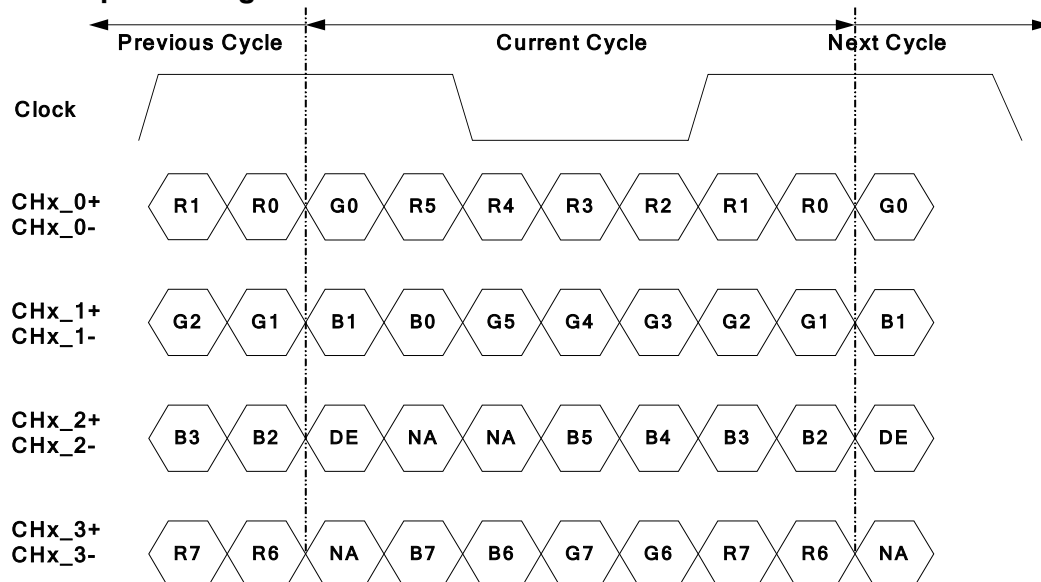 Previous Cycle Current Cycle Next Cycle
Clock
CHx_0+
CHx_0-
R1 R0 G0 R5 R4 R3 R2 R1 R0 G0
CHx_1+
CHx_1-
G2 G1 B1 B0 G5 G4 G3 G2 G1 B1
CHx_2+
CHx_2-
B3 B2 DE NA NA B5 B4 B3 B2 DE
CHx_3+
CHx_3-
R7 R6 NA B7 B6 G7 G6 R7 R6 NA